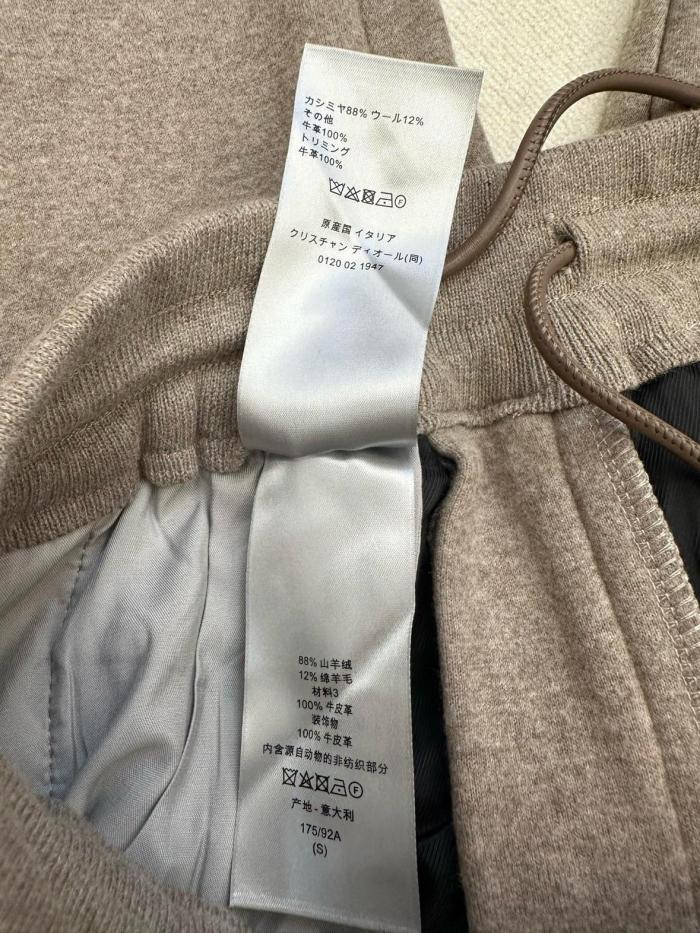 カシミヤ88% ウール12%
その他
牛革100%
トリミング
牛革100%
F
原産国 イタリア
クリスチャン ディオール(同)
0120 02 1947
88% 山羊绒
12% 绵羊毛
材料3
100% 牛皮革
装饰物
100% 牛皮革
内含源自动物的非纺织部分
F
产地 - 意大利
175/92A
(S)